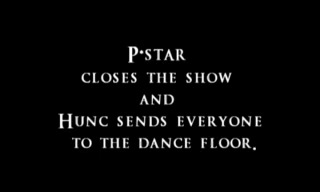 P*STAR
CLOSES THE SHOW
AND
HUNC SENDS EVERYONE
TO THE DANCE FLOOR.